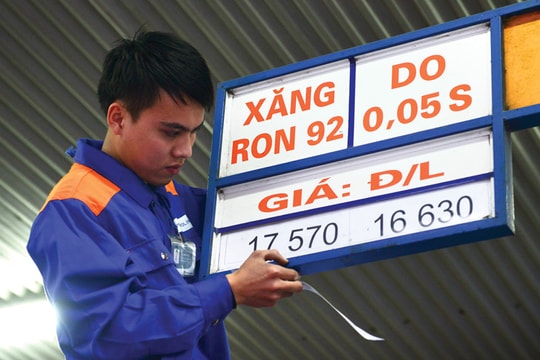 XĂNG
RON 92
DO
0,05 S
GIÁ: Đ/L
17 570 16 630